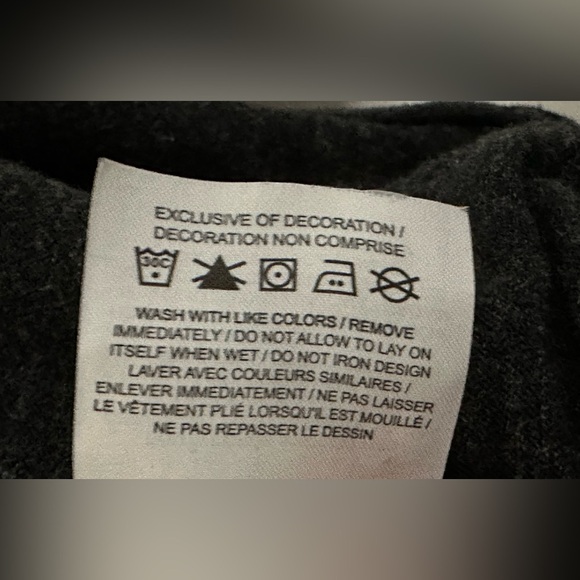 EXCLUSIVE OF DECORATION /
DECORATION NON COMPRISE
30C
WASH WITH LIKE COLORS / REMOVE
IMMEDIATELY / DO NOT ALLOW TO LAY ON
ITSELF WHEN WET / DO NOT IRON DESIGN
LAVER AVEC COULEURS SIMILAIRES /
ENLEVER IMMEDIATEMENT / NE PAS LAISSER
LE VÊTEMENT PLIÉ LORSQU'IL EST MOUILLÉ /
NE PAS REPASSER LE DESSIN